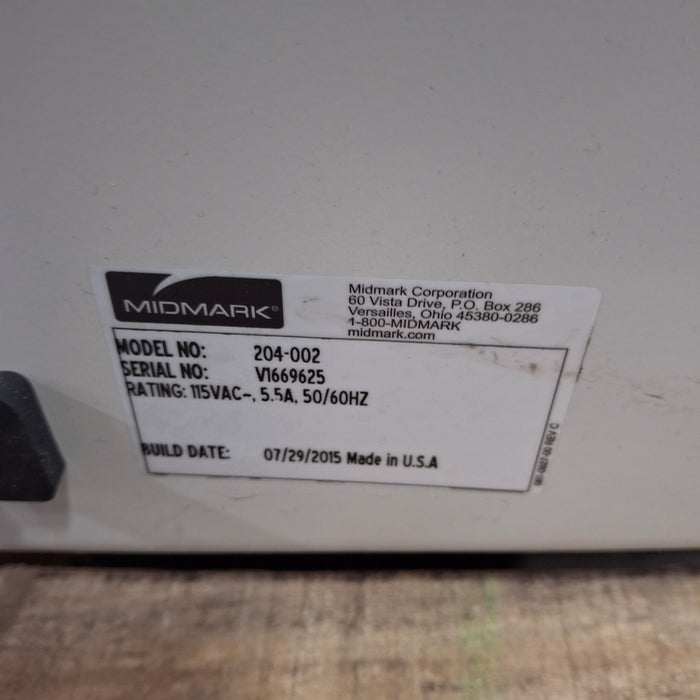 MIDMARK®
Midmark Corporation
60 Vista Drive, P.O. Box 286
Versailles, Ohio 45380-0286
1-800-MIDMARK
midmark.com
MODEL NO: 204-002
SERIAL NO: V1669625
RATING: 115VAC~, 5.5A, 50/60HZ
BUILD DATE: 07/29/2015 Made in U.S.A